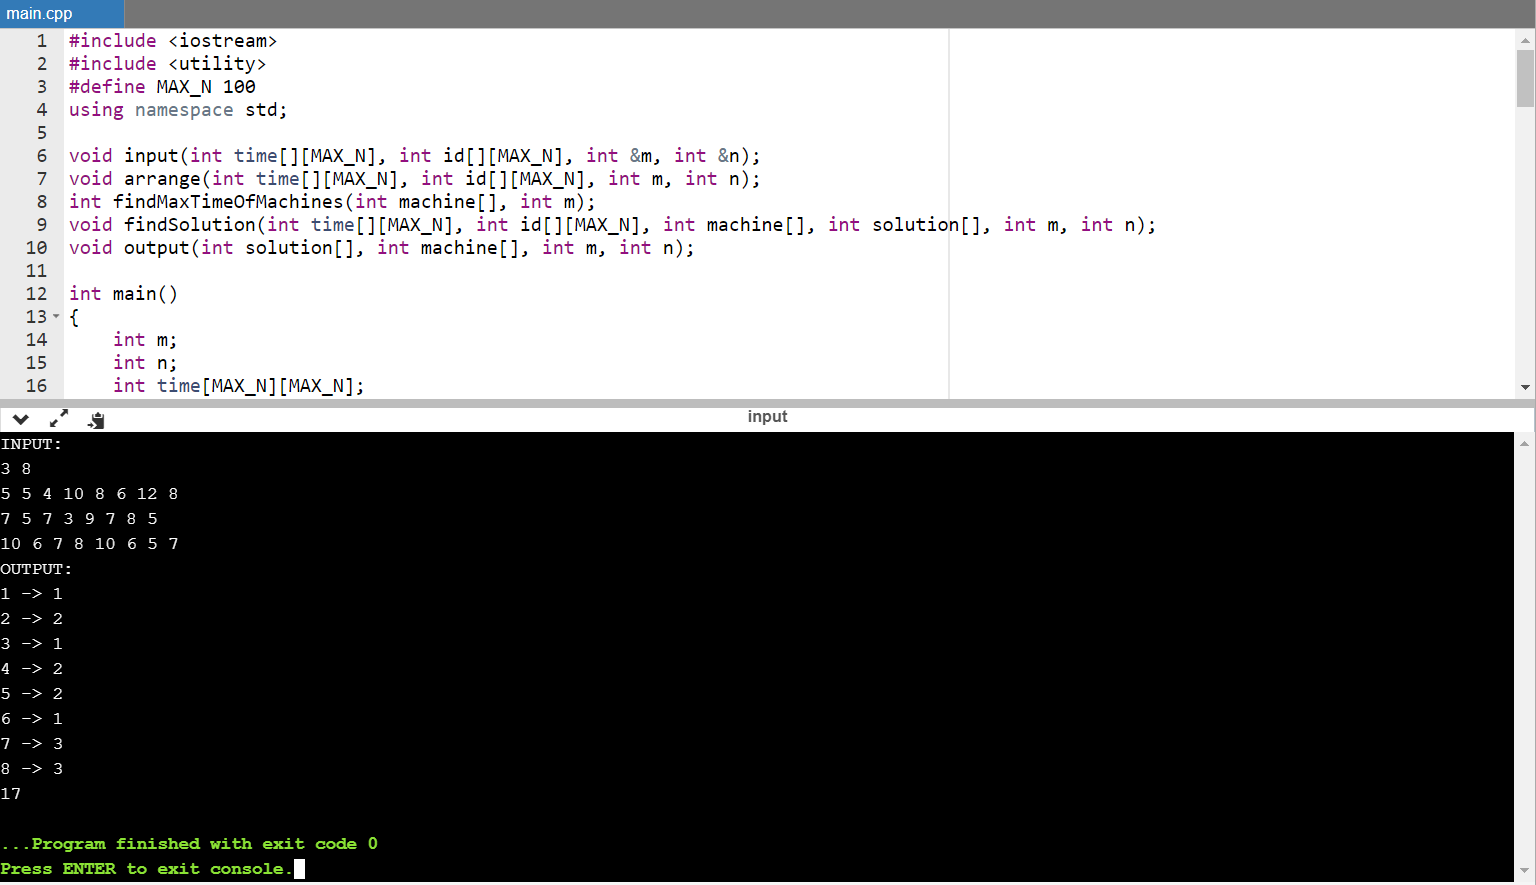 main.cpp
1 #include <iostream>
2 #include <utility>
3 #define MAX_N 100
4 using namespace std;
5
6 void input(int time[][MAX_N], int id[][MAX_N], int &m, int &n);
7 void arrange(int time[][MAX_N], int id[][MAX_N], int m, int n);
8 int findMaxTimeOfMachines(int machine[], int m);
9 void findSolution(int time[][MAX_N], int id[][MAX_N], int machine[], int solution[], int m, int n);
10 void output(int solution[], int machine[], int m, int n);
11
12 int main()
13 {
14     int m;
15     int n;
16     int time[MAX_N][MAX_N];
input
INPUT:
3 8
5 5 4 10 8 6 12 8
7 5 7 3 9 7 8 5
10 6 7 8 10 6 5 7
OUTPUT:
1 -> 1
2 -> 2
3 -> 1
4 -> 2
5 -> 2
6 -> 1
7 -> 3
8 -> 3
17
...Program finished with exit code 0
Press ENTER to exit console.